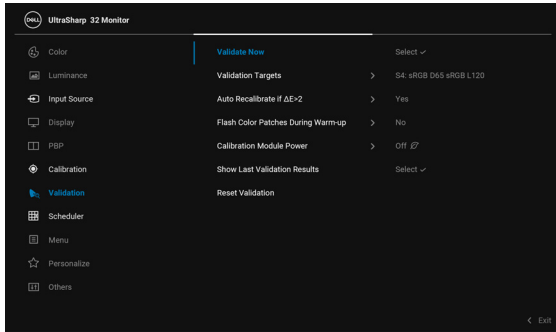 DELL UltraSharp 32 Monitor
Color Validate Now Select ✓
Luminance Validation Targets > S4: sRGB D65 sRGB L120
Input Source Auto Recalibrate if ΔE>2 > Yes
Display Flash Color Patches During Warm-up > No
PBP Calibration Module Power > Off
Calibration Show Last Validation Results Select ✓
Validation Reset Validation
Scheduler
Menu
Personalize
Others
< Exit